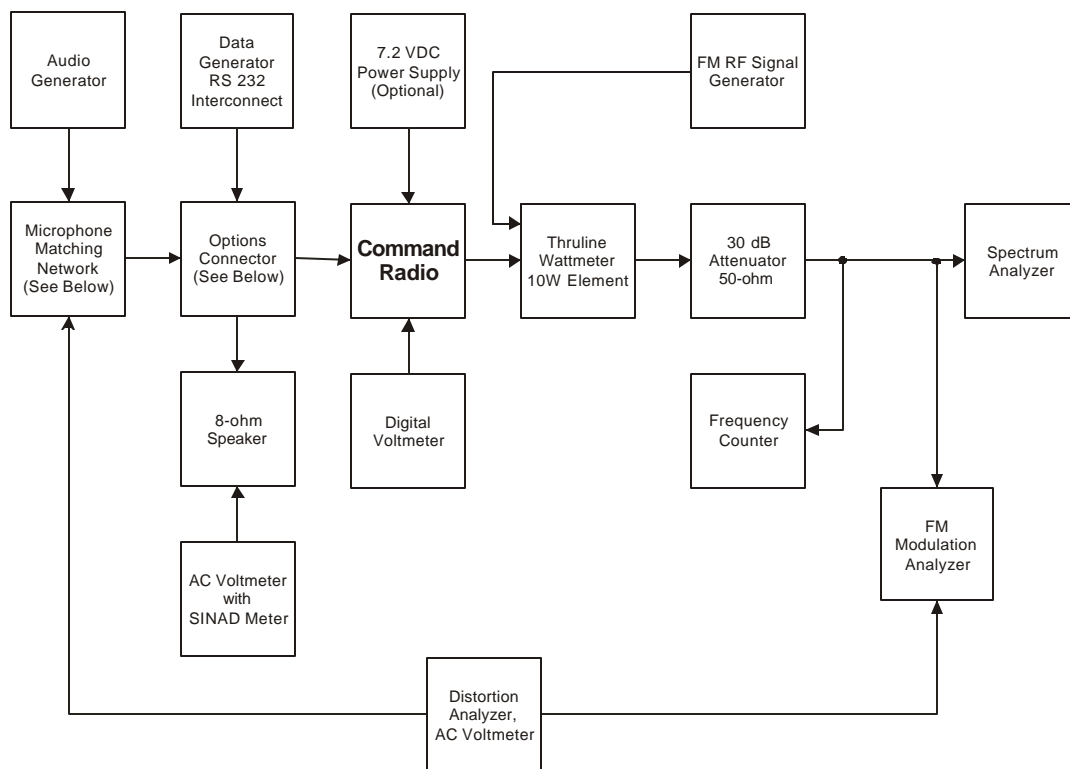 Audio
Generator
Data
Generator
RS 232
Interconnect
7.2 VDC
Power Supply
(Optional)
FM RF Signal
Generator
Microphone
Matching
Network
(See Below)
Options
Connector
(See Below)
Command
Radio
Thruline
Wattmeter
10W Element
30 dB
Attenuator
50-ohm
Spectrum
Analyzer
8-ohm
Speaker
Digital
Voltmeter
Frequency
Counter
FM
Modulation
Analyzer
AC Voltmeter
with
SINAD Meter
Distortion
Analyzer,
AC Voltmeter